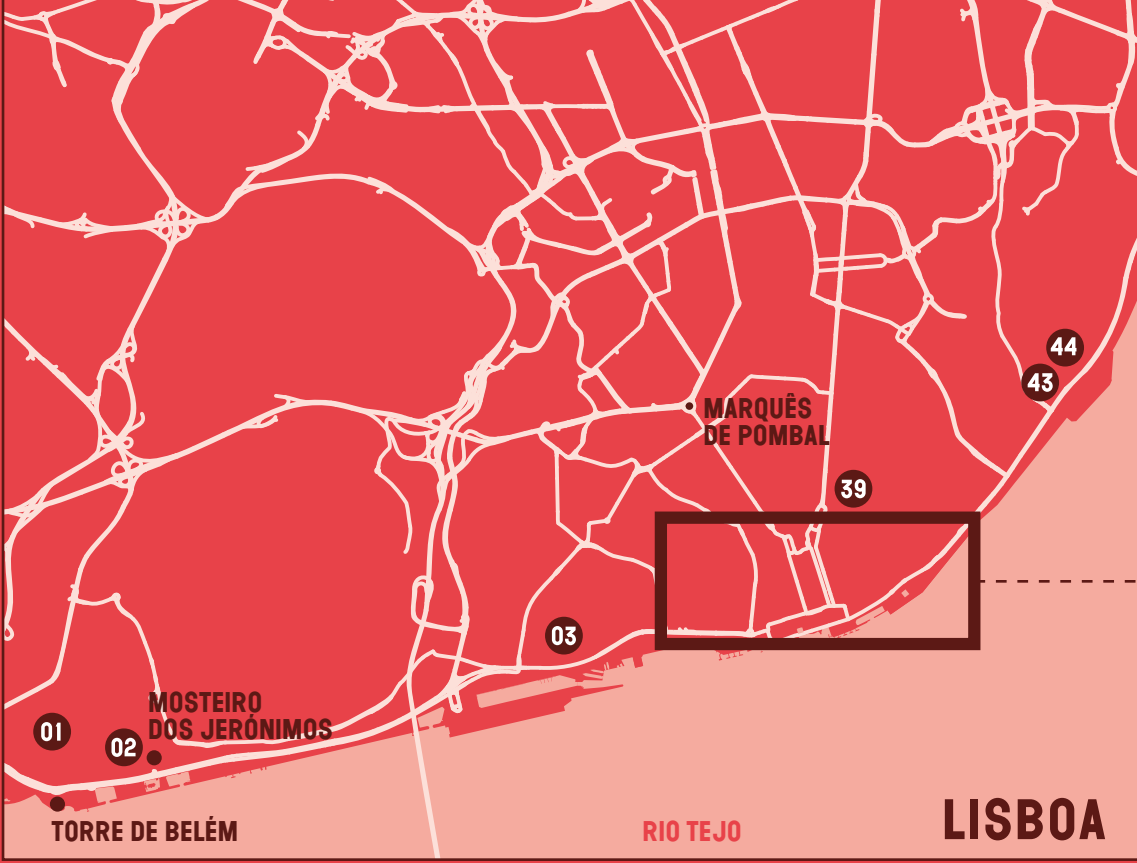 44
43
MARQUÊS
DE POMBAL
39
03
MOSTEIRO
DOS JERÓNIMOS
01
02
TORRE DE BELÉM
RIO TEJO
LISBOA